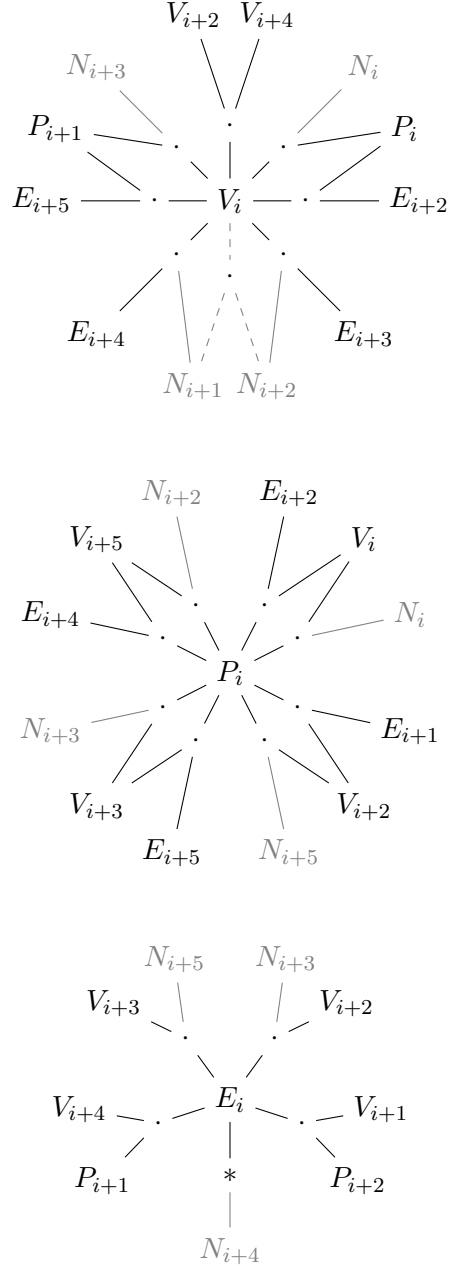 V_{i+2} V_{i+4}
N_{i+3} N_i
P_{i+1} P_i
E_{i+5} V_i E_{i+2}
E_{i+4} E_{i+3}
N_{i+1} N_{i+2}
N_{i+2} E_{i+2}
V_{i+5} V_i
E_{i+4} N_i
P_i
N_{i+3} E_{i+1}
V_{i+3} V_{i+2}
E_{i+5} N_{i+5}
N_{i+5} N_{i+3}
V_{i+3} V_{i+2}
E_i
V_{i+4} V_{i+1}
P_{i+1} * P_{i+2}
N_{i+4}